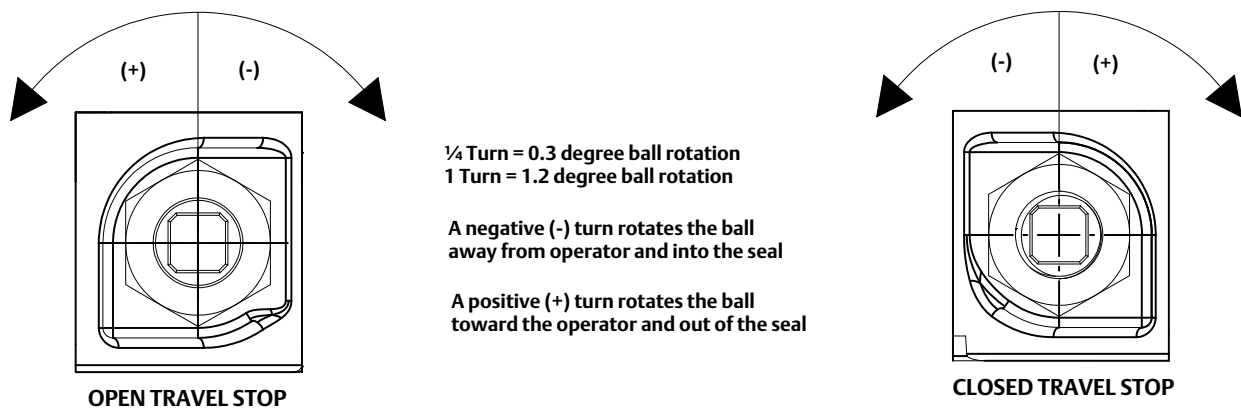 (+)
(-)
OPEN TRAVEL STOP
¼ Turn = 0.3 degree ball rotation
1 Turn = 1.2 degree ball rotation
A negative (-) turn rotates the ball
away from operator and into the seal
A positive (+) turn rotates the ball
toward the operator and out of the seal
(-)
(+)
CLOSED TRAVEL STOP